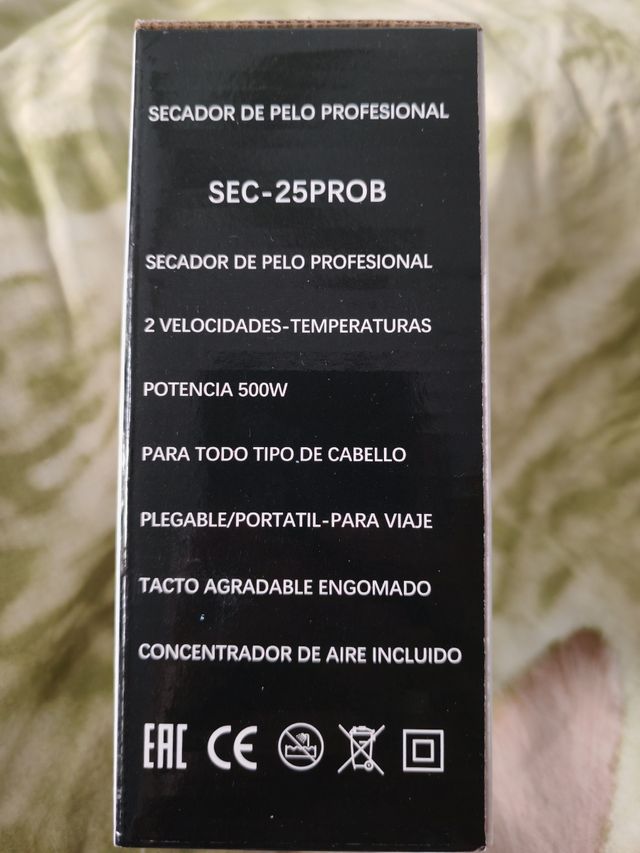 SECADOR DE PELO PROFESIONAL
SEC-25PROB
SECADOR DE PELO PROFESIONAL
2 VELOCIDADES-TEMPERATURAS
POTENCIA 500W
PARA TODO TIPO DE CABELLO
PLEGABLE/PORTATIL-PARA VIAJE
TACTO AGRADABLE ENGOMADO
CONCENTRADOR DE AIRE INCLUIDO
EAC CE